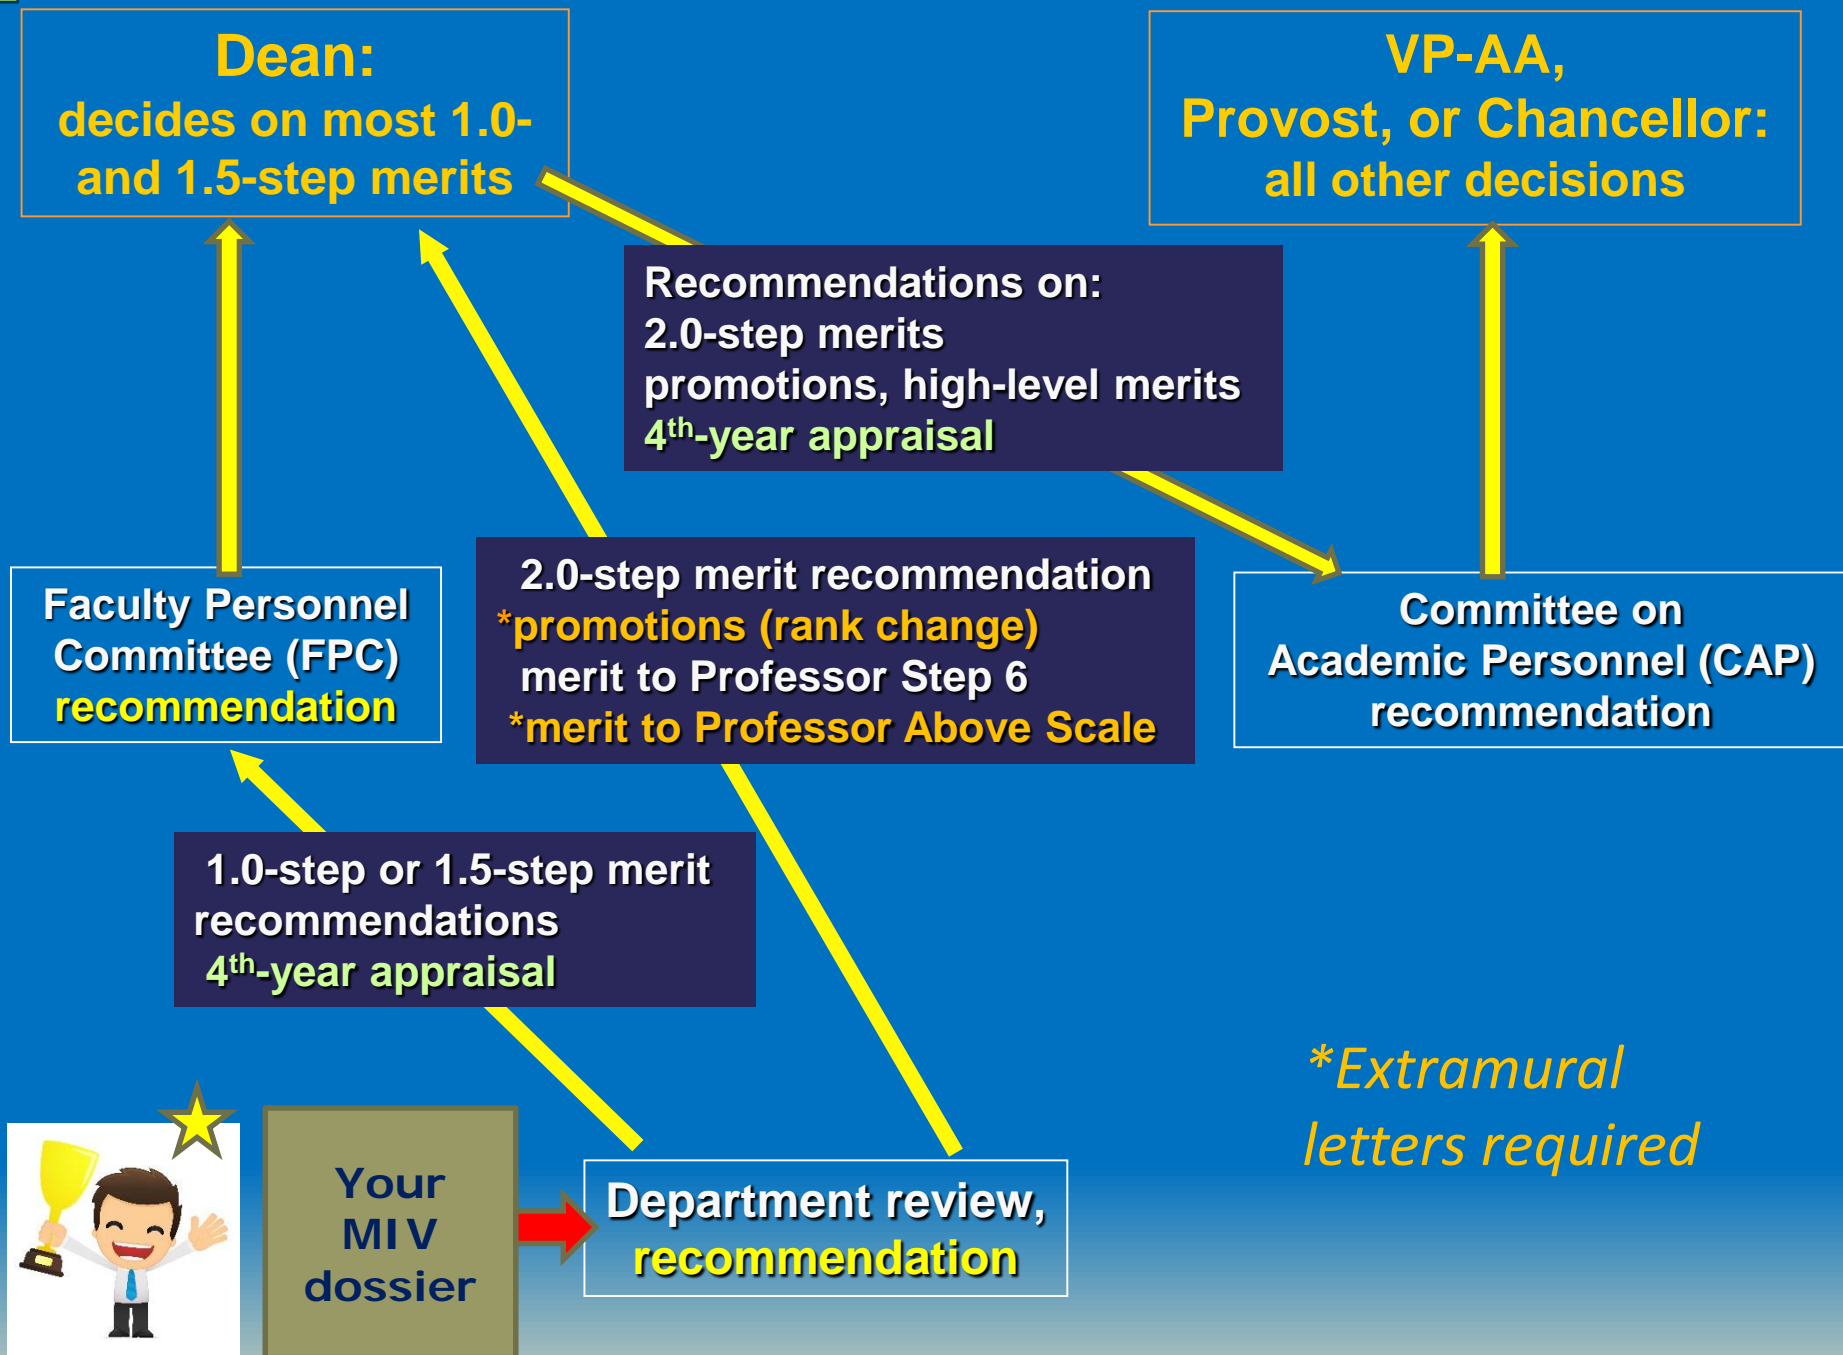 Dean:
decides on most 1.0-
and 1.5-step merits
VP-AA,
Provost, or Chancellor:
all other decisions
Recommendations on:
2.0-step merits
promotions, high-level merits
4th-year appraisal
Faculty Personnel
Committee (FPC)
recommendation
2.0-step merit recommendation
*promotions (rank change)
merit to Professor Step 6
*merit to Professor Above Scale
Committee on
Academic Personnel (CAP)
recommendation
1.0-step or 1.5-step merit
recommendations
4th-year appraisal
*Extramural
letters required
Your
MIV
dossier
Department review,
recommendation